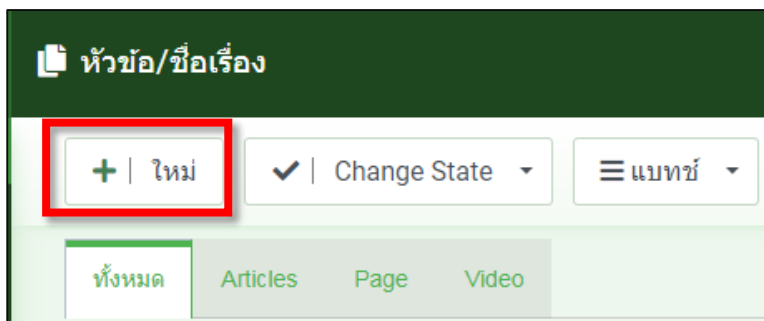 หัวข้อ/ชื่อเรื่อง
+ | ใหม่ ✔ | Change State ☰ แบทช์
ทั้งหมด Articles Page Video